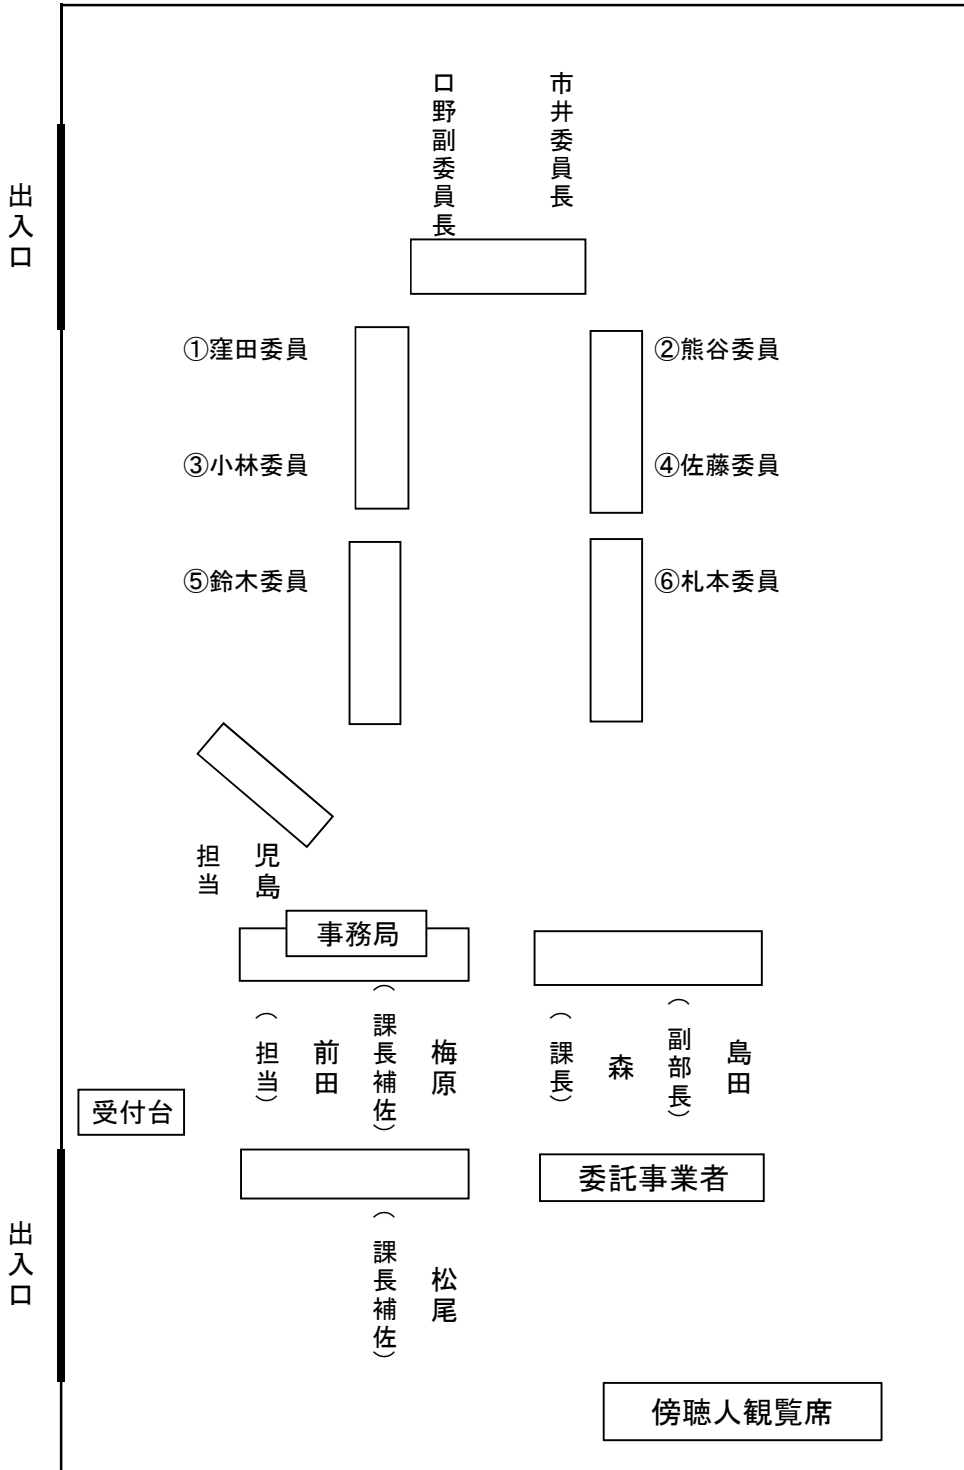 市井委員長
口野副委員長
出入口
①窪田委員
②熊谷委員
③小林委員
④佐藤委員
⑤鈴木委員
⑥札本委員
児島
担当
事務局
島田
（副部長）
森
（課長）
梅原
（課長補佐）
前田
（担当）
受付台
委託事業者
出入口
松尾
（課長補佐）
傍聴人観覧席